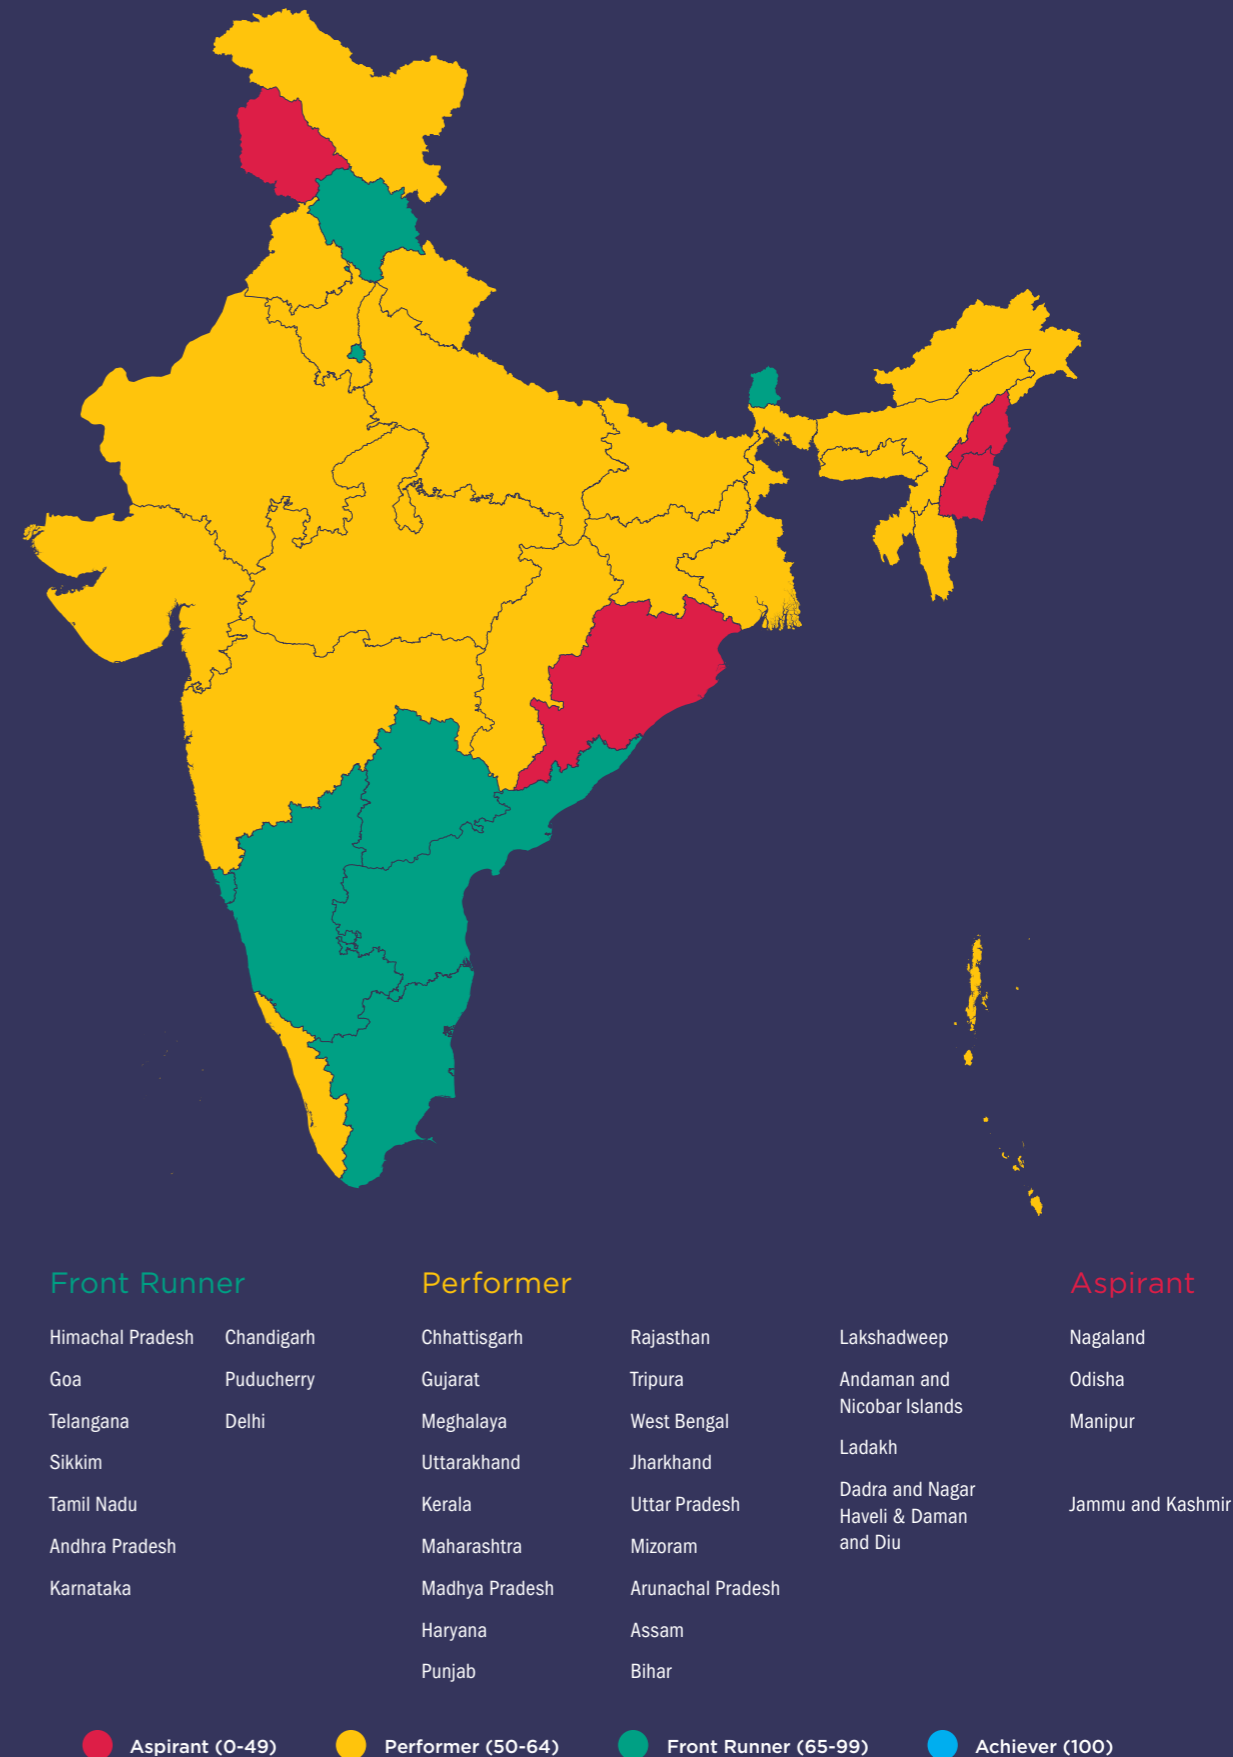 Front Runner
Himachal Pradesh
Goa
Telangana
Sikkim
Tamil Nadu
Andhra Pradesh
Karnataka
Chandigarh
Puducherry
Delhi
Performer
Chhattisgarh
Gujarat
Meghalaya
Uttarakhand
Kerala
Maharashtra
Madhya Pradesh
Haryana
Punjab
Rajasthan
Tripura
West Bengal
Jharkhand
Uttar Pradesh
Mizoram
Arunachal Pradesh
Assam
Bihar
Lakshadweep
Andaman and
Nicobar Islands
Ladakh
Dadra and Nagar
Haveli & Daman
and Diu
Aspirant
Nagaland
Odisha
Manipur
Jammu and Kashmir
Aspirant (0-49)
Performer (50-64)
Front Runner (65-99)
Achiever (100)